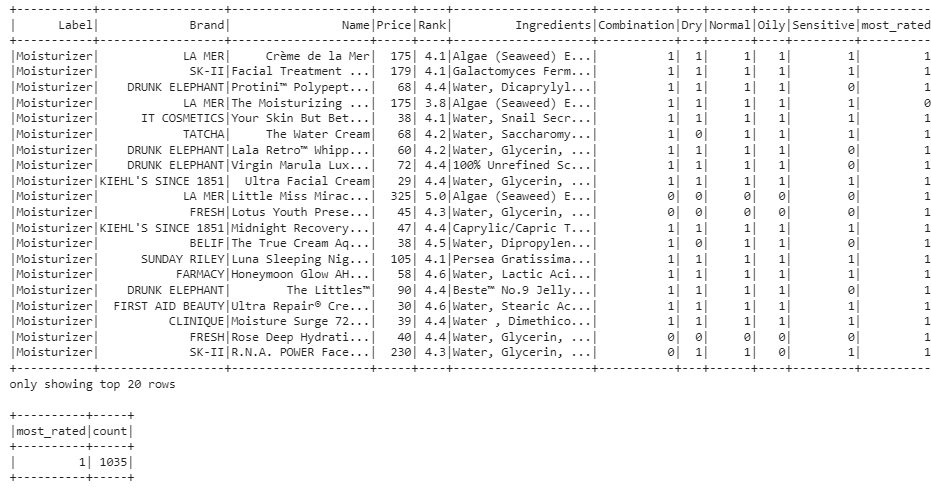 +----------+------------------+--------------------+-----+----+--------------------+-----------+---+------+----+---------+----------
|     Label|             Brand|                Name|Price|Rank|         Ingredients|Combination|Dry|Normal|Oily|Sensitive|most_rated
+----------+------------------+--------------------+-----+----+--------------------+-----------+---+------+----+---------+----------
|Moisturizer|            LA MER|     Crème de la Mer|  175| 4.1|Algae (Seaweed) E...|          1|  1|     1|   1|        1|         1
|Moisturizer|             SK-II|Facial Treatment ...|  179| 4.1|Galactomyces Ferm...|          1|  1|     1|   1|        1|         1
|Moisturizer|    DRUNK ELEPHANT|Protini™ Polypept...|   68| 4.4|Water, Dicaprylyl...|          1|  1|     1|   1|        0|         1
|Moisturizer|            LA MER|The Moisturizing ...|  175| 3.8|Algae (Seaweed) E...|          1|  1|     1|   1|        1|         0
|Moisturizer|      IT COSMETICS|Your Skin But Bet...|   38| 4.1|Water, Snail Secr...|          1|  1|     1|   1|        1|         1
|Moisturizer|            TATCHA|     The Water Cream|   68| 4.2|Water, Saccharomy...|          1|  0|     1|   1|        1|         1
|Moisturizer|    DRUNK ELEPHANT|Lala Retro™ Whipp...|   60| 4.2|Water, Glycerin, ...|          1|  1|     1|   1|        0|         1
|Moisturizer|    DRUNK ELEPHANT|Virgin Marula Lux...|   72| 4.4|100% Unrefined Sc...|          1|  1|     1|   1|        0|         1
|Moisturizer|KIEHL'S SINCE 1851|  Ultra Facial Cream|   29| 4.4|Water, Glycerin, ...|          1|  1|     1|   1|        1|         1
|Moisturizer|            LA MER|Little Miss Mirac...|  325| 5.0|Algae (Seaweed) E...|          0|  0|     0|   0|        0|         1
|Moisturizer|             FRESH|Lotus Youth Prese...|   45| 4.3|Water, Glycerin, ...|          0|  0|     0|   0|        0|         1
|Moisturizer|KIEHL'S SINCE 1851|Midnight Recovery...|   47| 4.4|Caprylic/Capric T...|          1|  1|     1|   1|        1|         1
|Moisturizer|             BELIF|The True Cream Aq...|   38| 4.5|Water, Dipropylen...|          1|  0|     1|   1|        0|         1
|Moisturizer|      SUNDAY RILEY|Luna Sleeping Nig...|  105| 4.1|Persea Gratissima...|          1|  1|     1|   1|        1|         1
|Moisturizer|           FARMACY|Honeymoon Glow AH...|   58| 4.6|Water, Lactic Aci...|          1|  1|     1|   1|        1|         1
|Moisturizer|    DRUNK ELEPHANT|        The Littles™|   90| 4.4|Beste™ No.9 Jelly...|          1|  1|     1|   1|        0|         1
|Moisturizer|  FIRST AID BEAUTY|Ultra Repair® Cre...|   30| 4.6|Water, Stearic Ac...|          1|  1|     1|   1|        1|         1
|Moisturizer|          CLINIQUE|Moisture Surge 72...|   39| 4.4|Water , Dimethico...|          1|  1|     1|   1|        1|         1
|Moisturizer|             FRESH|Rose Deep Hydrati...|   40| 4.4|Water, Glycerin, ...|          0|  0|     0|   0|        0|         1
|Moisturizer|             SK-II|R.N.A. POWER Face...|  230| 4.3|Water, Glycerin, ...|          0|  1|     1|   0|        1|         1
+----------+------------------+--------------------+-----+----+--------------------+-----------+---+------+----+---------+----------
only showing top 20 rows
+----------+-----+
|most_rated|count|
+----------+-----+
|         1| 1035|
+----------+-----+